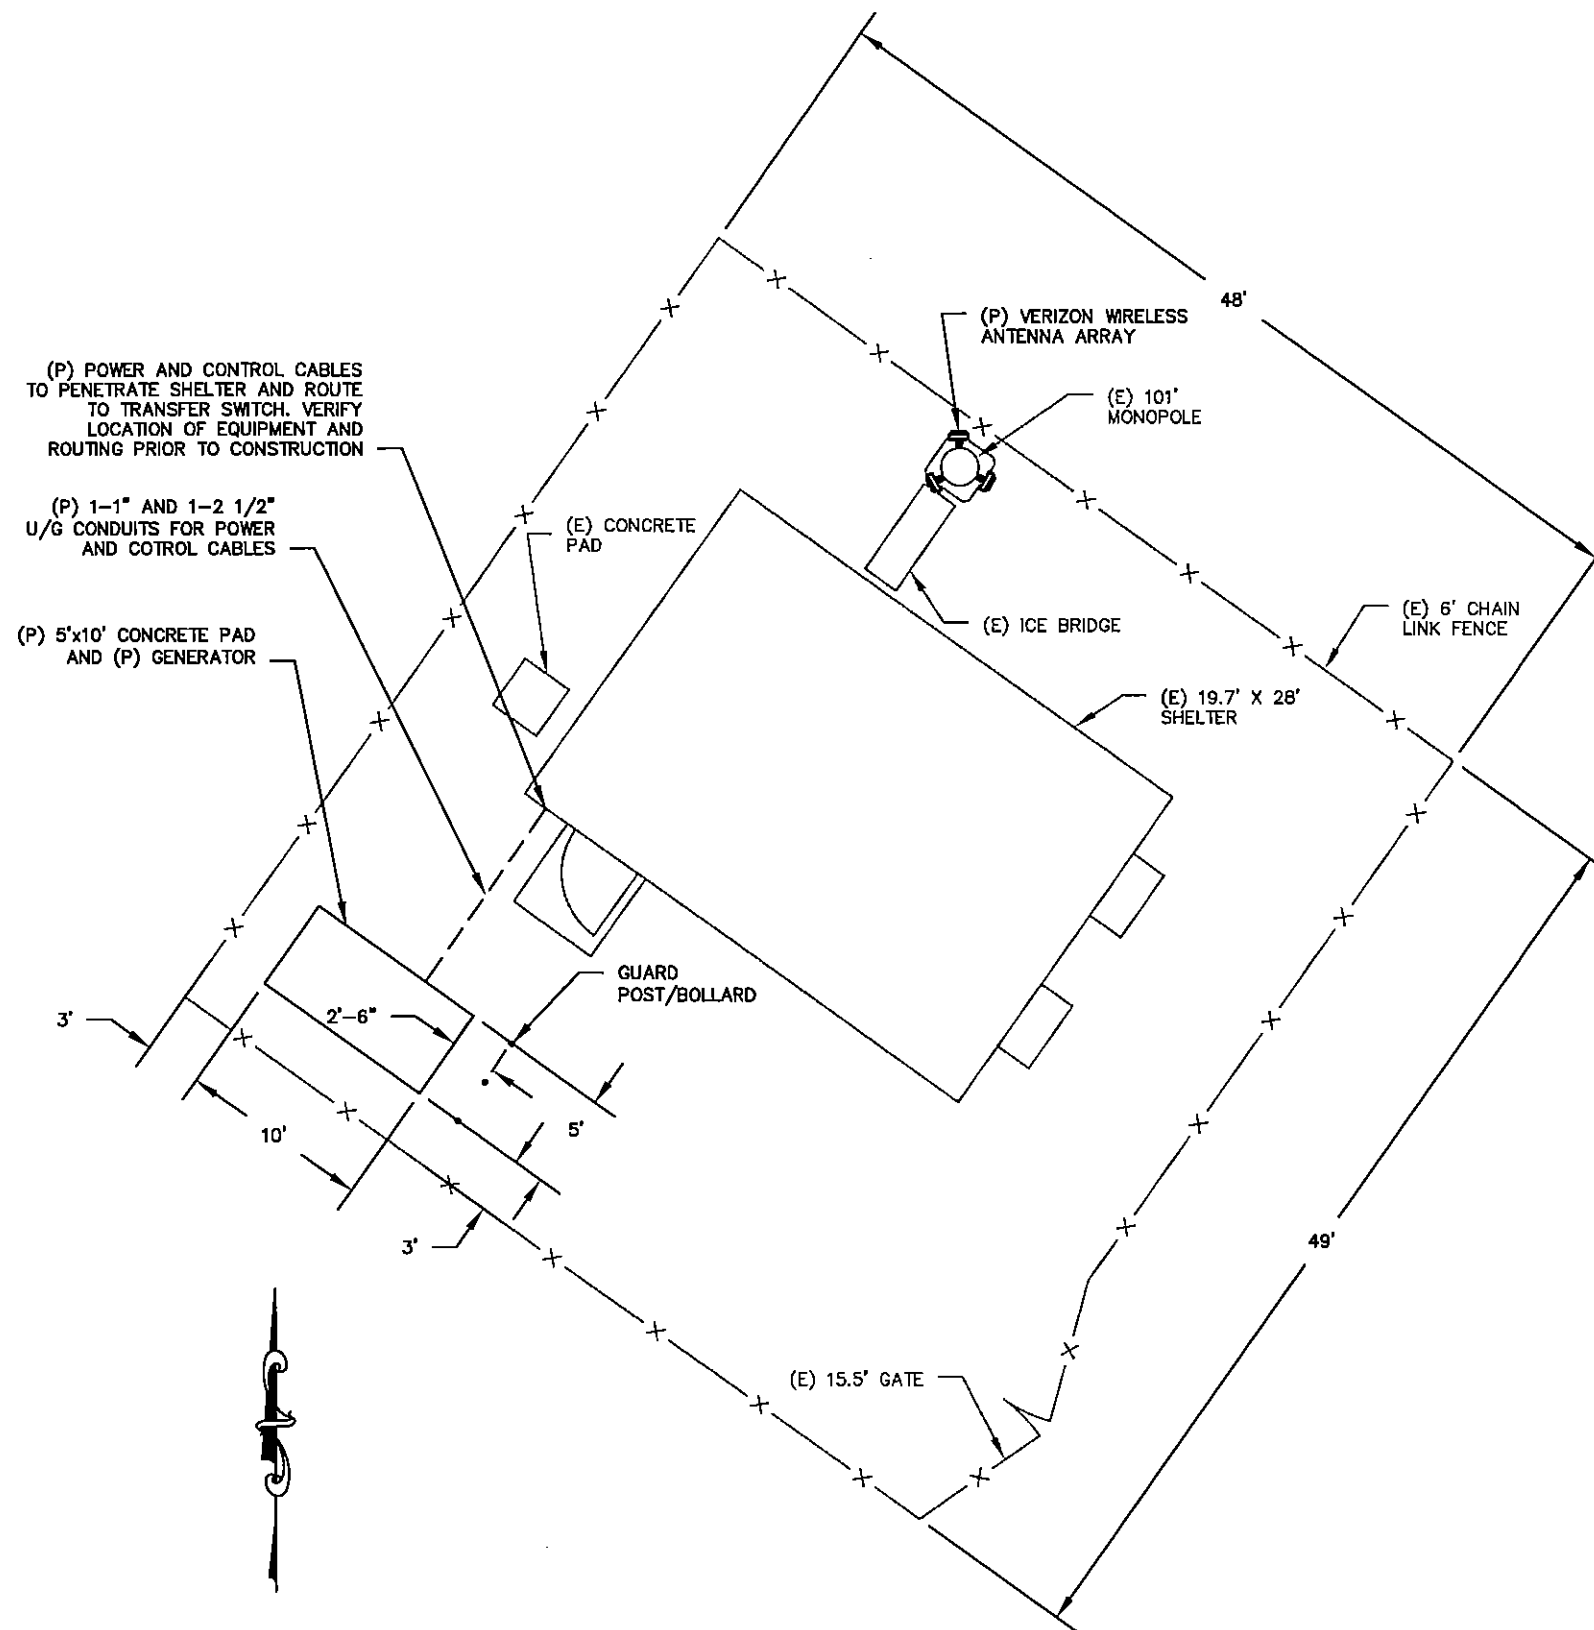 48'
(P) VERIZON WIRELESS
ANTENNA ARRAY
(P) POWER AND CONTROL CABLES
TO PENETRATE SHELTER AND ROUTE
TO TRANSFER SWITCH. VERIFY
LOCATION OF EQUIPMENT AND
ROUTING PRIOR TO CONSTRUCTION
(E) 101'
MONOPOLE
(P) 1-1" AND 1-2 1/2"
U/G CONDUITS FOR POWER
AND COTROL CABLES
(E) CONCRETE
PAD
(E) ICE BRIDGE
(E) 6' CHAIN
LINK FENCE
(P) 5'x10' CONCRETE PAD
AND (P) GENERATOR
(E) 19.7' X 28'
SHELTER
GUARD
POST/BOLLARD
3'
2'-6"
10'
5'
3'
49'
(E) 15.5' GATE